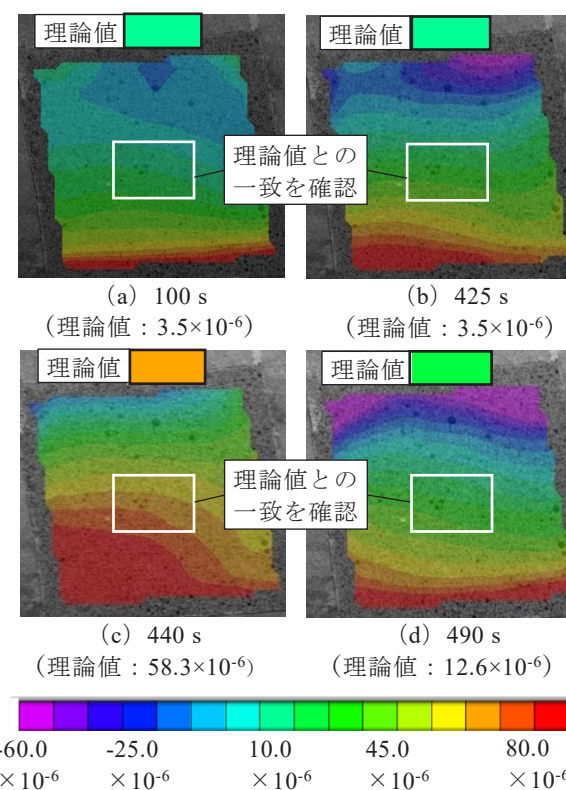 理論値
理論値
理論値との
一致を確認
(a) 100 s
(理論値:3.5×10⁻⁶)
(b) 425 s
(理論値:3.5×10⁻⁶)
理論値
理論値
理論値との
一致を確認
(c) 440 s
(理論値:58.3×10⁻⁶)
(d) 490 s
(理論値:12.6×10⁻⁶)
-60.0 -25.0 10.0 45.0 80.0
×10⁻⁶ ×10⁻⁶ ×10⁻⁶ ×10⁻⁶ ×10⁻⁶